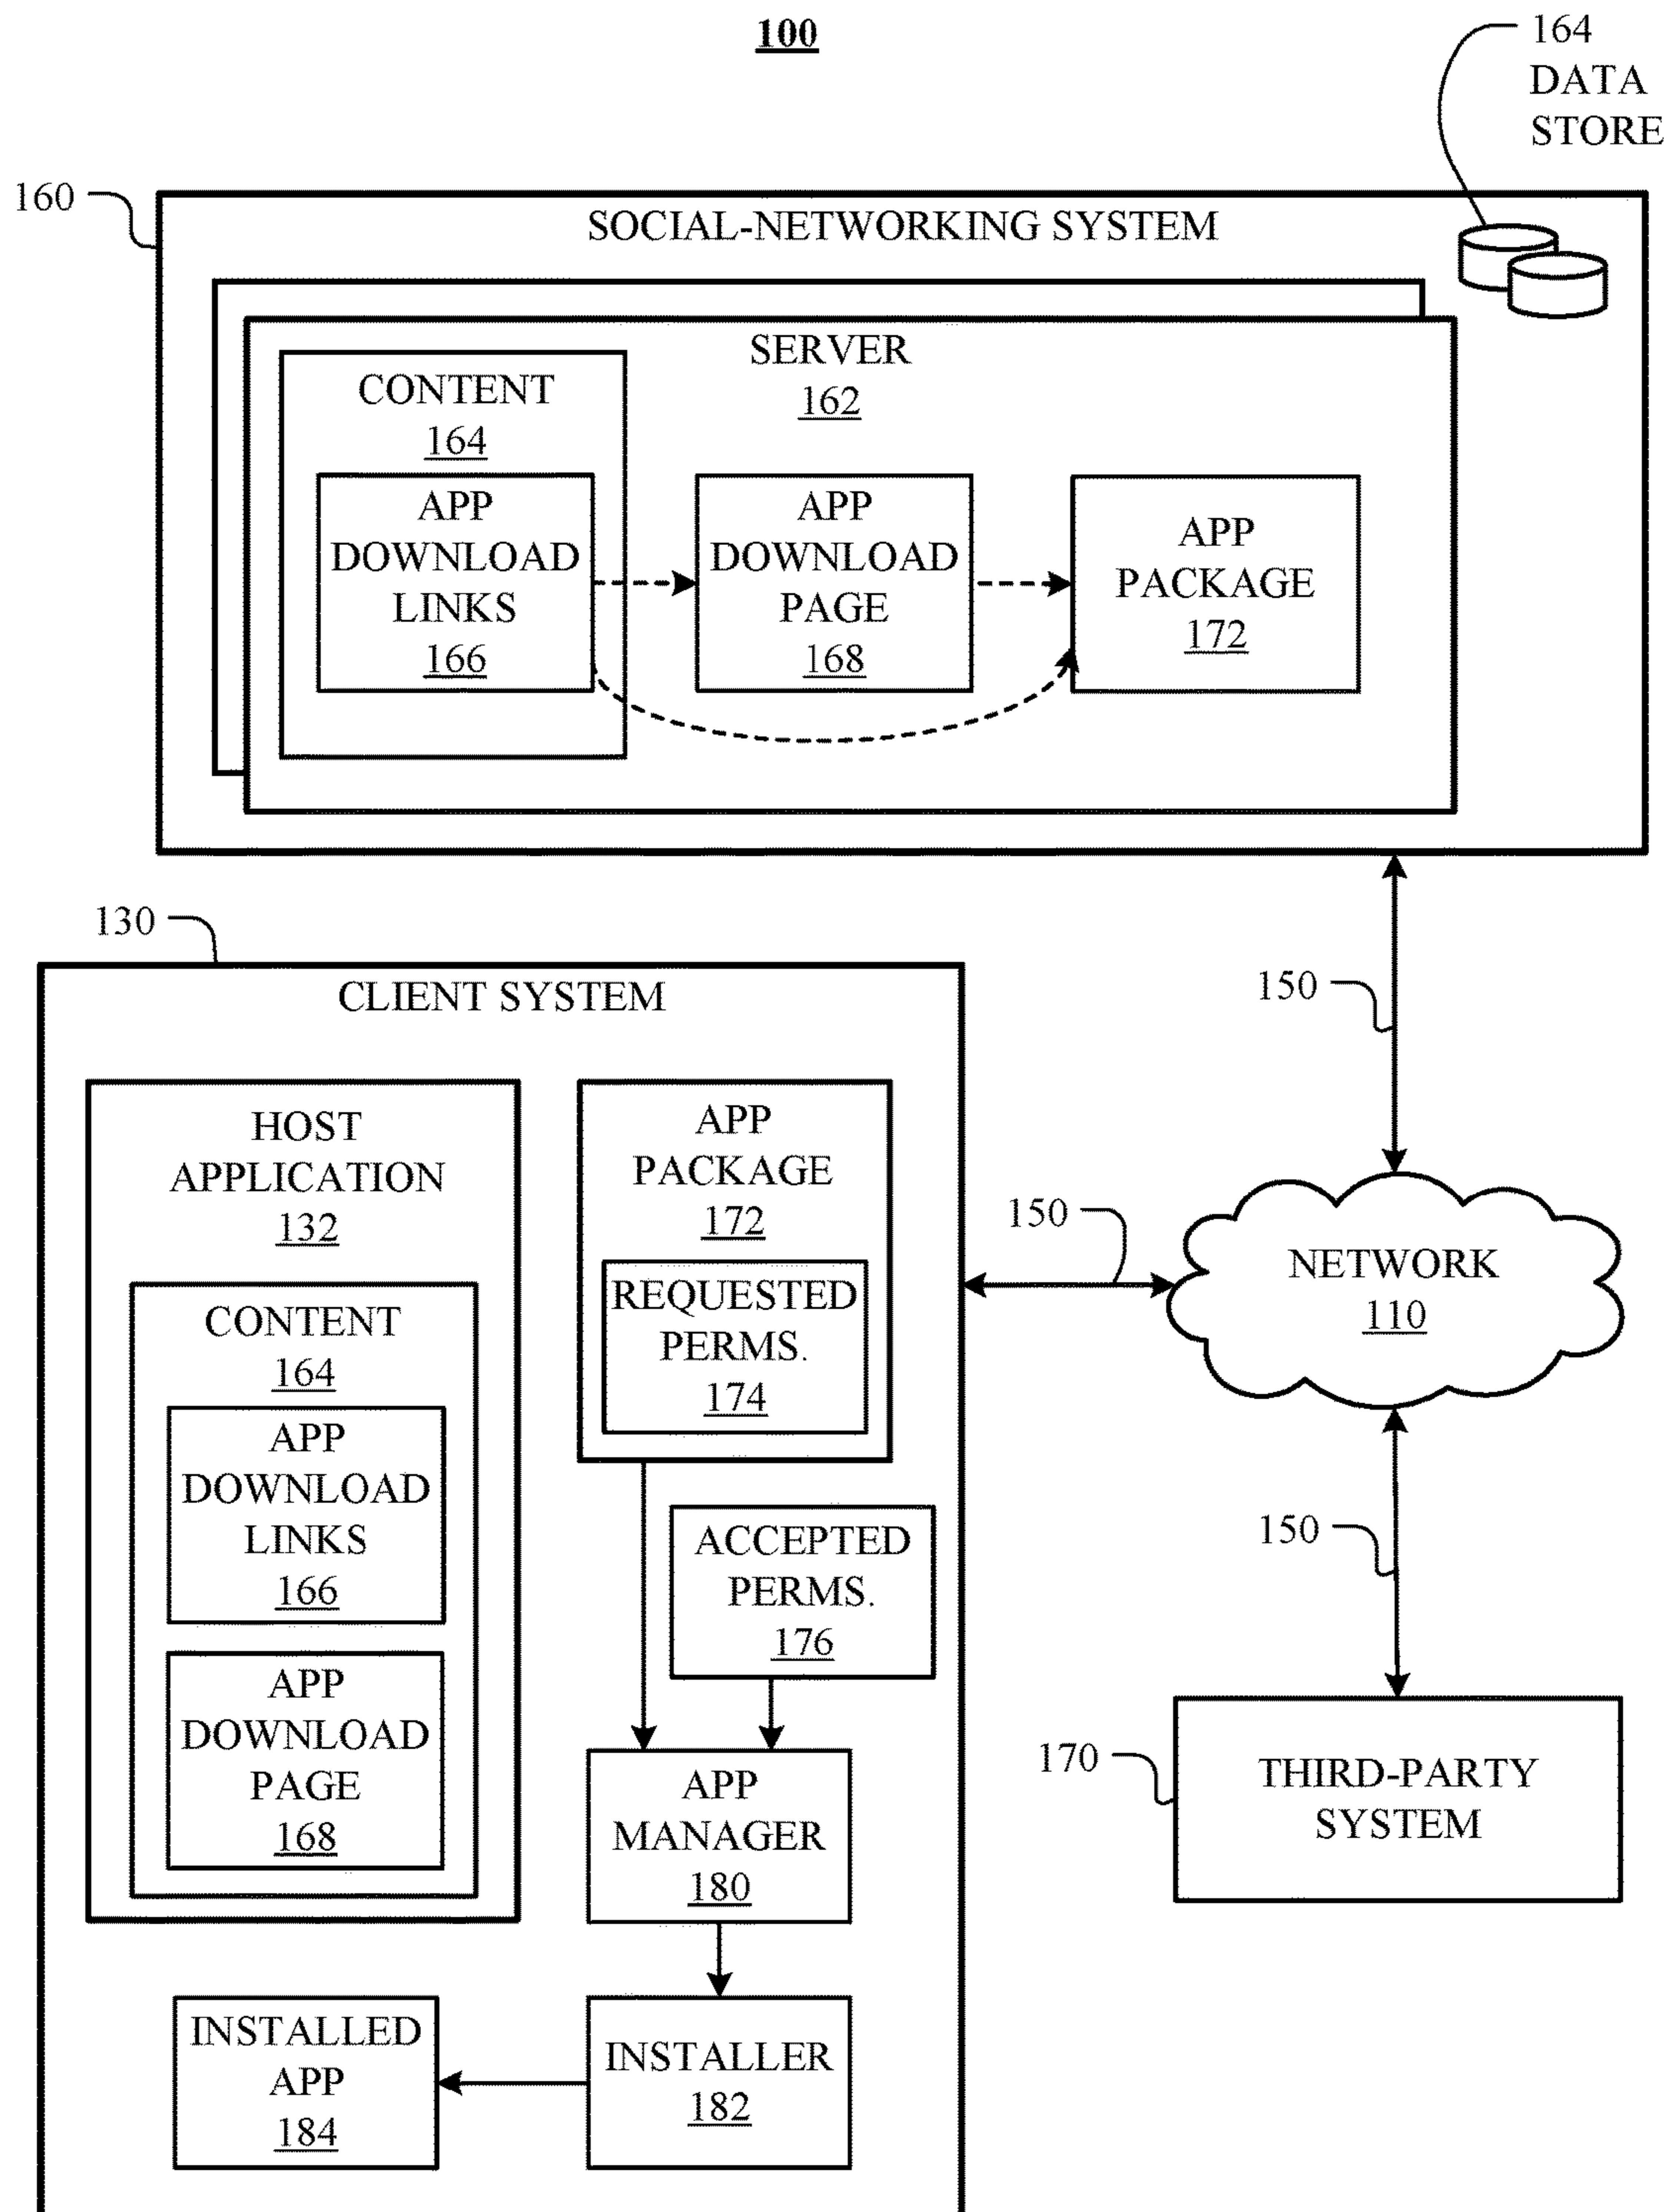 100
164
DATA
STORE
160
SOCIAL-NETWORKING SYSTEM
SERVER
162
CONTENT
164
APP
DOWNLOAD
LINKS
166
APP
DOWNLOAD
PAGE
168
APP
PACKAGE
172
130
CLIENT SYSTEM
150
HOST
APPLICATION
132
CONTENT
164
APP
DOWNLOAD
LINKS
166
APP
DOWNLOAD
PAGE
168
APP
PACKAGE
172
REQUESTED
PERMS.
174
ACCEPTED
PERMS.
176
APP
MANAGER
180
INSTALLER
182
INSTALLED
APP
184
150
NETWORK
110
150
170
THIRD-PARTY
SYSTEM